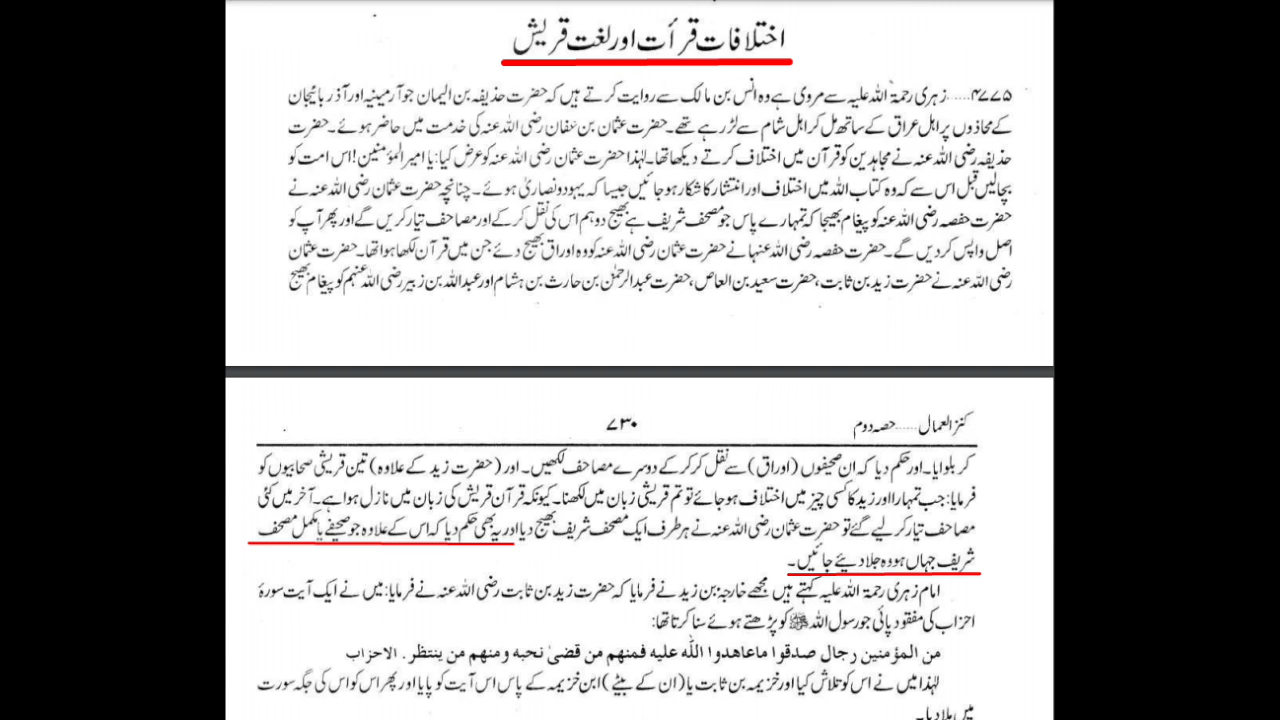 اختلافات قرأت اور لغت قریش
۴۷۷۵..... زہری رحمۃ اللہ علیہ سے مروی ہے وہ انس بن مالک سے روایت کرتے ہیں کہ حضرت حذیفہ بن الیمان جو آرمینیہ اور آذر بائیجان
کے محاذوں پر اہل عراق کے ساتھ مل کر اہل شام سے لڑ رہے تھے۔ حضرت عثمان بن عفان رضی اللہ عنہ کی خدمت میں حاضر ہوئے۔ حضرت
حذیفہ رضی اللہ عنہ نے مجاہدین کو قرآن میں اختلاف کرتے دیکھا تھا۔ لہٰذا حضرت عثمان رضی اللہ عنہ کو عرض کیا: یا امیر المؤمنین! اس امت کو
بچالیں قبل اس سے کہ وہ کتاب اللہ میں اختلاف اور انتشار کا شکار ہو جائیں جیسا کہ یہود و نصاریٰ ہوئے۔ چنانچہ حضرت عثمان رضی اللہ عنہ نے
حضرت حفصہ رضی اللہ عنہ کو پیغام بھیجا کہ تمہارے پاس جو مصحف شریف ہے بھیج دو ہم اس کی نقل کر کے اور مصاحف تیار کریں گے اور پھر آپ کو
اصل واپس کر دیں گے۔ حضرت حفصہ رضی اللہ عنہا نے حضرت عثمان رضی اللہ عنہ کو وہ اوراق بھیج دئے جن میں قرآن لکھا ہوا تھا۔ حضرت عثمان
رضی اللہ عنہ نے حضرت زید بن ثابت، حضرت سعید بن العاص، حضرت عبدالرحمٰن بن حارث بن ہشام اور عبداللہ بن زبیر رضی اللہ عنہم کو پیغام بھیج
کنز العمال ..... حصہ دوم ۷۳۰
کر بلوایا۔ اور حکم دیا کہ ان صحیفوں (اوراق) سے نقل کر کر کے دوسرے مصاحف لکھیں۔ اور (حضرت زید کے علاوہ) تین قریشی صحابیوں کو
فرمایا: جب تمہارا اور زید کا کسی چیز میں اختلاف ہو جائے تو تم قریشی زبان میں لکھنا۔ کیونکہ قرآن قریش کی زبان میں نازل ہوا ہے۔ آخر میں کئی
مصاحف تیار کر لیے گئے تو حضرت عثمان رضی اللہ عنہ نے ہر طرف ایک مصحف شریف بھیج دیا اور یہ بھی حکم دیا کہ اس کے علاوہ جو صحیفے یا مکمل مصحف
شریف جہاں ہو وہ جلا دیئے جائیں۔
امام زہری رحمۃ اللہ علیہ کہتے ہیں مجھے خارجہ بن زید نے فرمایا کہ حضرت زید بن ثابت رضی اللہ عنہ نے فرمایا: میں نے ایک آیت سورۂ
احزاب کی مفقود پائی جو رسول اللہ ﷺ کو پڑھتے ہوئے سنا کرتا تھا:
من المؤمنین رجال صدقوا ماعاهدوا الله علیه فمنهم من قضیٰ نحبه ومنهم من ینتظر. الاحزاب
لہٰذا میں نے اس کو تلاش کیا اور خزیمہ بن ثابت یا (ان کے بیٹے) ابن خزیمہ کے پاس اس آیت کو پایا اور پھر اس کو اس کی جگہ سورت
میں ملا دیا۔